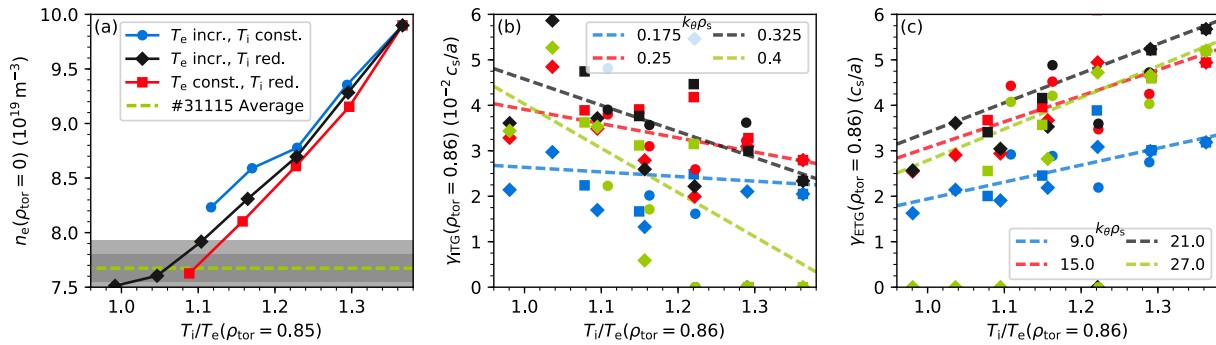 (a)
T_e incr., T_i const.
T_e incr., T_i red.
T_e const., T_i red.
#31115 Average
n_e(ρ_tor = 0) (10^19 m^−3)
10.0
9.5
9.0
8.5
8.0
7.5
1.0 1.1 1.2 1.3
T_i/T_e(ρ_tor = 0.85)
(b)
k_θρ_s
0.175 0.325
0.25 0.4
γ_ITG(ρ_tor = 0.86) (10^−2 c_s/a)
6
5
4
3
2
1
0
1.0 1.1 1.2 1.3
T_i/T_e(ρ_tor = 0.86)
(c)
γ_ETG(ρ_tor = 0.86) (c_s/a)
6
5
4
3
2
1
0
k_θρ_s
9.0 21.0
15.0 27.0
1.0 1.1 1.2 1.3
T_i/T_e(ρ_tor = 0.86)